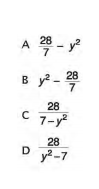 A 28/7 - y²
B y² - 28/7
C 28/7-y²
D 28/y²-7